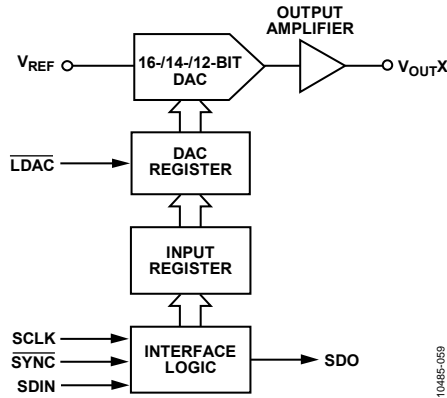 OUTPUT
AMPLIFIER
VREF
16-/14-/12-BIT
DAC
VOUTX
LDAC
DAC
REGISTER
INPUT
REGISTER
SCLK
SYNC
SDIN
INTERFACE
LOGIC
SDO
10485-059